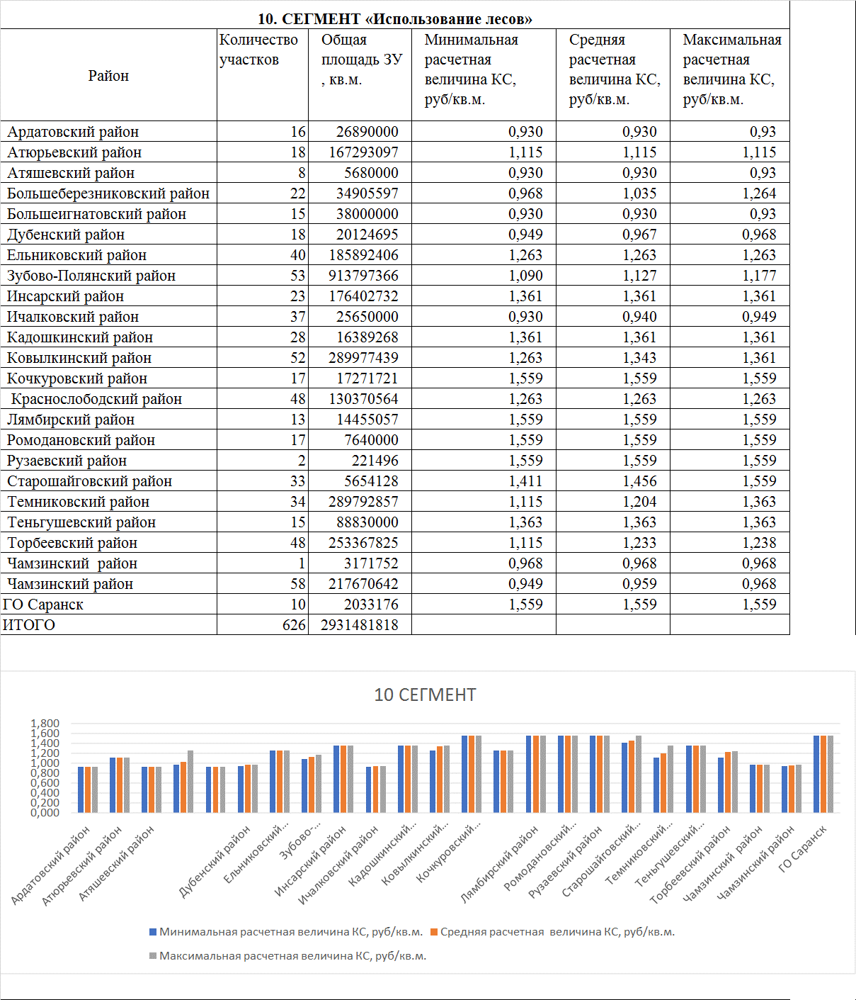 10. СЕГМЕНТ «Использование лесов»
Район Количество участков Общая площадь ЗУ , кв.м. Минимальная расчетная величина КС, руб/кв.м. Средняя расчетная величина КС, руб/кв.м. Максимальная расчетная величина КС, руб/кв.м.
Ардатовский район 16 26890000 0,930 0,930 0,93
Атюрьевский район 18 167293097 1,115 1,115 1,115
Атяшевский район 8 5680000 0,930 0,930 0,93
Большеберезниковский район 22 34905597 0,968 1,035 1,264
Большеигнатовский район 15 38000000 0,930 0,930 0,93
Дубенский район 18 20124695 0,949 0,967 0,968
Ельниковский район 40 185892406 1,263 1,263 1,263
Зубово-Полянский район 53 913797366 1,090 1,127 1,177
Инсарский район 23 176402732 1,361 1,361 1,361
Ичалковский район 37 25650000 0,930 0,940 0,949
Кадошкинский район 28 16389268 1,361 1,361 1,361
Ковылкинский район 52 289977439 1,263 1,343 1,361
Кочкуровский район 17 17271721 1,559 1,559 1,559
Краснослободский район 48 130370564 1,263 1,263 1,263
Лямбирский район 13 14455057 1,559 1,559 1,559
Ромодановский район 17 7640000 1,559 1,559 1,559
Рузаевский район 2 221496 1,559 1,559 1,559
Старошайговский район 33 5654128 1,411 1,456 1,559
Темниковский район 34 289792857 1,115 1,204 1,363
Теньгушевский район 15 88830000 1,363 1,363 1,363
Торбеевский район 48 253367825 1,115 1,233 1,238
Чамзинский район 1 3171752 0,968 0,968 0,968
Чамзинский район 58 217670642 0,949 0,959 0,968
ГО Саранск 10 2033176 1,559 1,559 1,559
ИТОГО 626 2931481818
10 СЕГМЕНТ
1,800
1,600
1,400
1,200
1,000
0,800
0,600
0,400
0,200
0,000
Ардатовский район
Атюрьевский район
Атяшевский район
Дубенский район
Ельниковский…
Зубово-…
Инсарский район
Ичалковский район
Кадошкинский…
Ковылкинский…
Кочкуровский…
Лямбирский район
Ромодановский…
Рузаевский район
Старошайговский…
Темниковский…
Теньгушевский…
Торбеевский район
Чамзинский район
Чамзинский район
ГО Саранск
Минимальная расчетная величина КС, руб/кв.м. Средняя расчетная величина КС, руб/кв.м.
Максимальная расчетная величина КС, руб/кв.м.